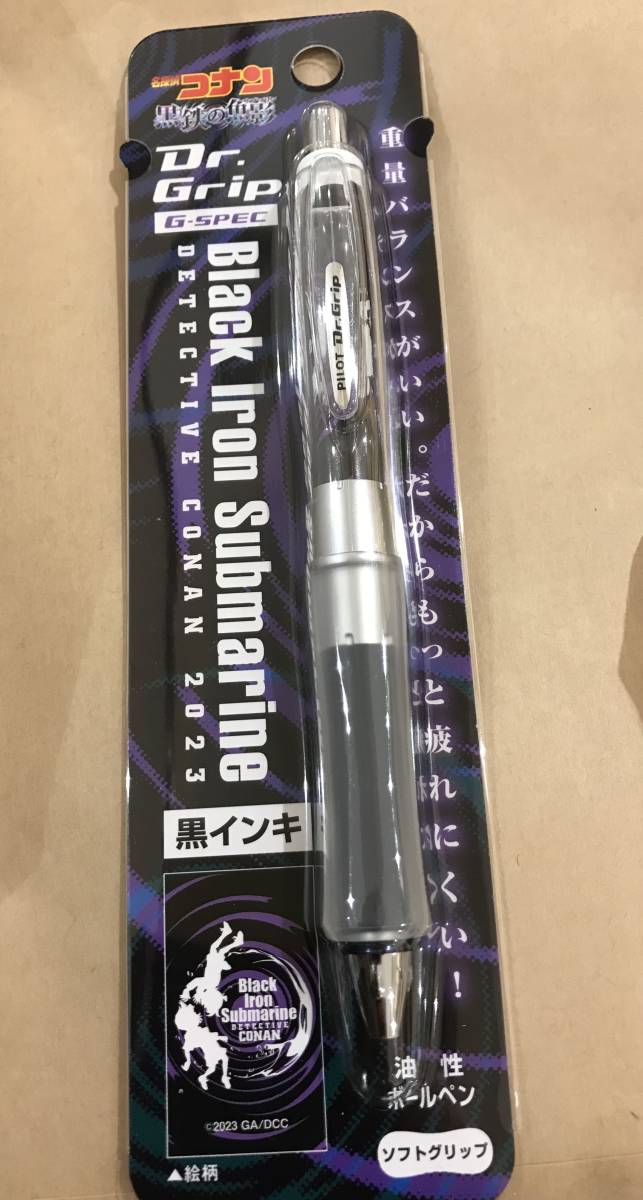 名探偵コナン
黒鉄の魚影
Dr.
Grip
G-SPEC
Black Iron Submarine
DETECTIVE CONAN 2023
PILOT Dr.Grip
重量バランスがいい。だからもっと疲れにくい!
黒インキ
Black
Iron
Submarine
DETECTIVE
CONAN
©2023 GA/DCC
▲絵柄
油性
ボールペン
ソフトグリップ